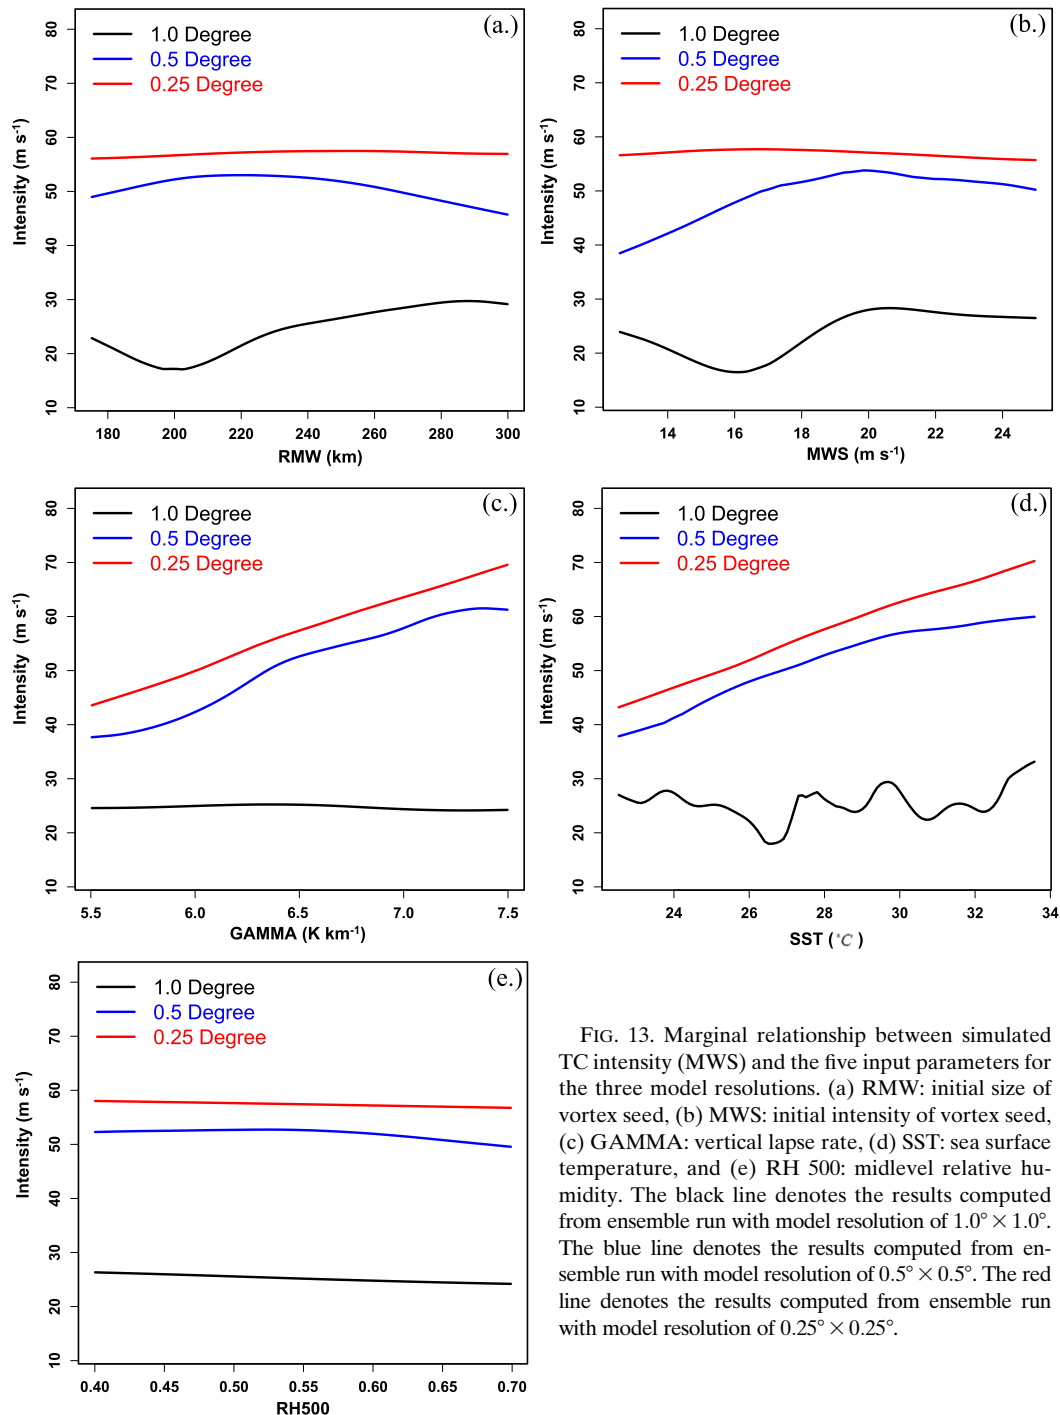 (a.)
1.0 Degree
0.5 Degree
0.25 Degree
Intensity (m s-1)
80
70
60
50
40
30
20
10
180 200 220 240 260 280 300
RMW (km)
(b.)
1.0 Degree
0.5 Degree
0.25 Degree
Intensity (m s-1)
80
70
60
50
40
30
20
10
14 16 18 20 22 24
MWS (m s-1)
(c.)
1.0 Degree
0.5 Degree
0.25 Degree
Intensity (m s-1)
80
70
60
50
40
30
20
10
5.5 6.0 6.5 7.0 7.5
GAMMA (K km-1)
(d.)
1.0 Degree
0.5 Degree
0.25 Degree
Intensity (m s-1)
80
70
60
50
40
30
20
10
24 26 28 30 32 34
SST (°C)
(e.)
1.0 Degree
0.5 Degree
0.25 Degree
Intensity (m s-1)
80
70
60
50
40
30
20
10
0.40 0.45 0.50 0.55 0.60 0.65 0.70
RH500
FIG. 13. Marginal relationship between simulated
TC intensity (MWS) and the five input parameters for
the three model resolutions. (a) RMW: initial size of
vortex seed, (b) MWS: initial intensity of vortex seed,
(c) GAMMA: vertical lapse rate, (d) SST: sea surface
temperature, and (e) RH 500: midlevel relative hu-
midity. The black line denotes the results computed
from ensemble run with model resolution of 1.0° × 1.0°.
The blue line denotes the results computed from en-
semble run with model resolution of 0.5° × 0.5°. The red
line denotes the results computed from ensemble run
with model resolution of 0.25° × 0.25°.